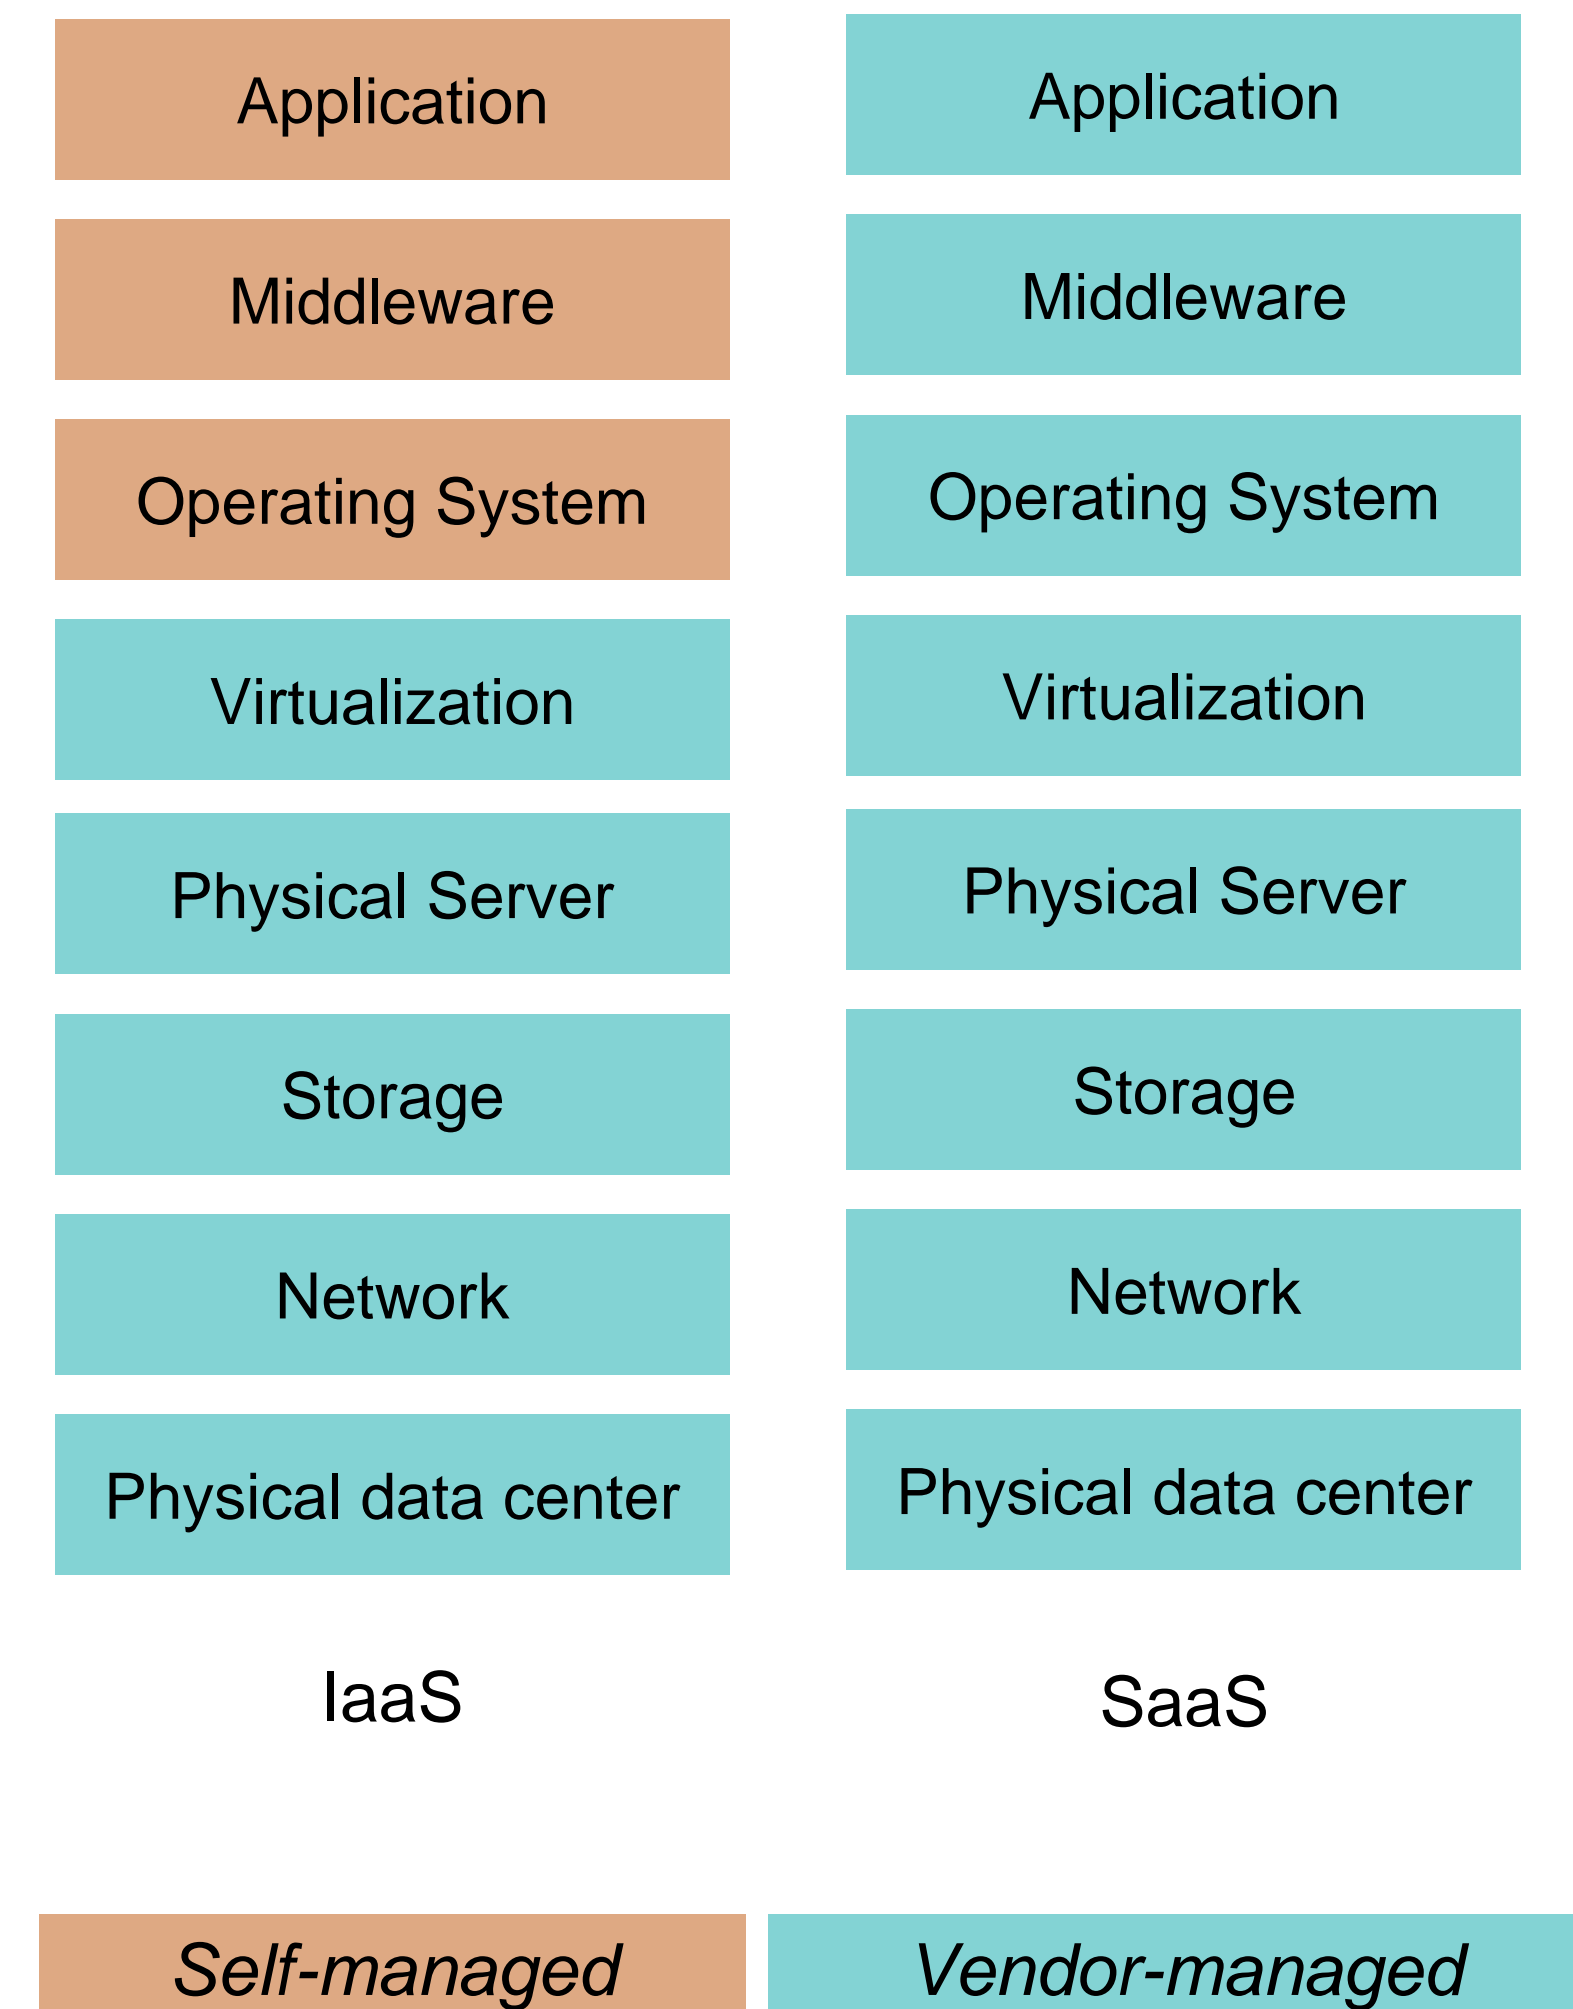 Application
Middleware
Operating System
Virtualization
Physical Server
Storage
Network
Physical data center
IaaS
Application
Middleware
Operating System
Virtualization
Physical Server
Storage
Network
Physical data center
SaaS
Self-managed
Vendor-managed